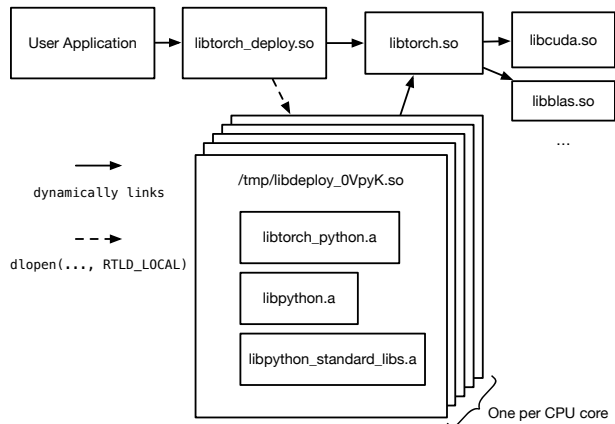 User Application
libtorch_deploy.so
libtorch.so
libcuda.so
libblas.so
...
/tmp/libdeploy_0VpyK.so
dynamically links
libtorch_python.a
dlopen(..., RTLD_LOCAL)
libpython.a
libpython_standard_libs.a
One per CPU core